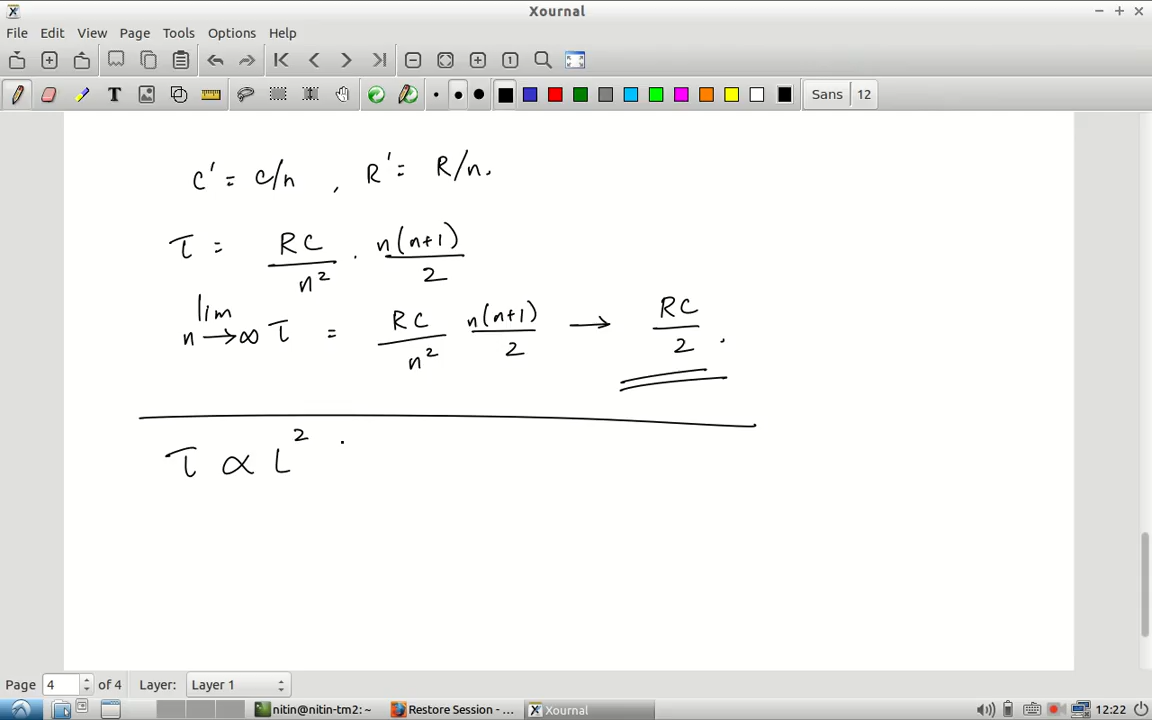 Xournal
File Edit View Page Tools Options Help
Sans 12
C' = C/n , R' = R/n.
τ = RC/n² . n(n+1)/2
lim n→∞ τ = RC/n² n(n+1)/2 → RC/2 .
τ ∝ L² .
Page 4 of 4 Layer: Layer 1
nitin@nitin-tm2: ~ Restore Session - ... Xournal 12:22